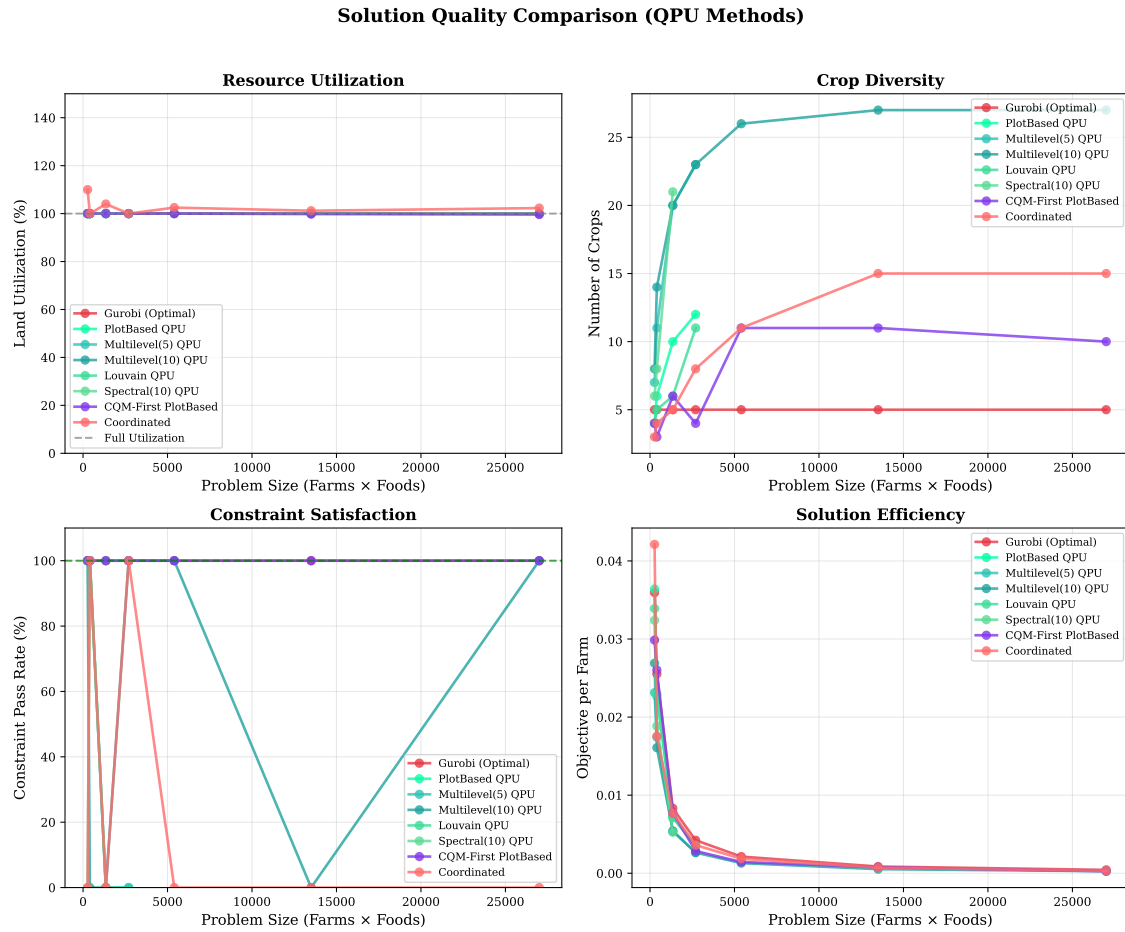 Solution Quality Comparison (QPU Methods)
Resource Utilization
Land Utilization (%)
140
120
100
80
60
40
20
0
Gurobi (Optimal)
PlotBased QPU
Multilevel(5) QPU
Multilevel(10) QPU
Louvain QPU
Spectral(10) QPU
CQM-First PlotBased
Coordinated
Full Utilization
0 5000 10000 15000 20000 25000
Problem Size (Farms × Foods)
Crop Diversity
Number of Crops
25
20
15
10
5
Gurobi (Optimal)
PlotBased QPU
Multilevel(5) QPU
Multilevel(10) QPU
Louvain QPU
Spectral(10) QPU
CQM-First PlotBased
Coordinated
0 5000 10000 15000 20000 25000
Problem Size (Farms × Foods)
Constraint Satisfaction
Constraint Pass Rate (%)
100
80
60
40
20
0
Gurobi (Optimal)
PlotBased QPU
Multilevel(5) QPU
Multilevel(10) QPU
Louvain QPU
Spectral(10) QPU
CQM-First PlotBased
Coordinated
0 5000 10000 15000 20000 25000
Problem Size (Farms × Foods)
Solution Efficiency
Objective per Farm
0.04
0.03
0.02
0.01
0.00
Gurobi (Optimal)
PlotBased QPU
Multilevel(5) QPU
Multilevel(10) QPU
Louvain QPU
Spectral(10) QPU
CQM-First PlotBased
Coordinated
0 5000 10000 15000 20000 25000
Problem Size (Farms × Foods)